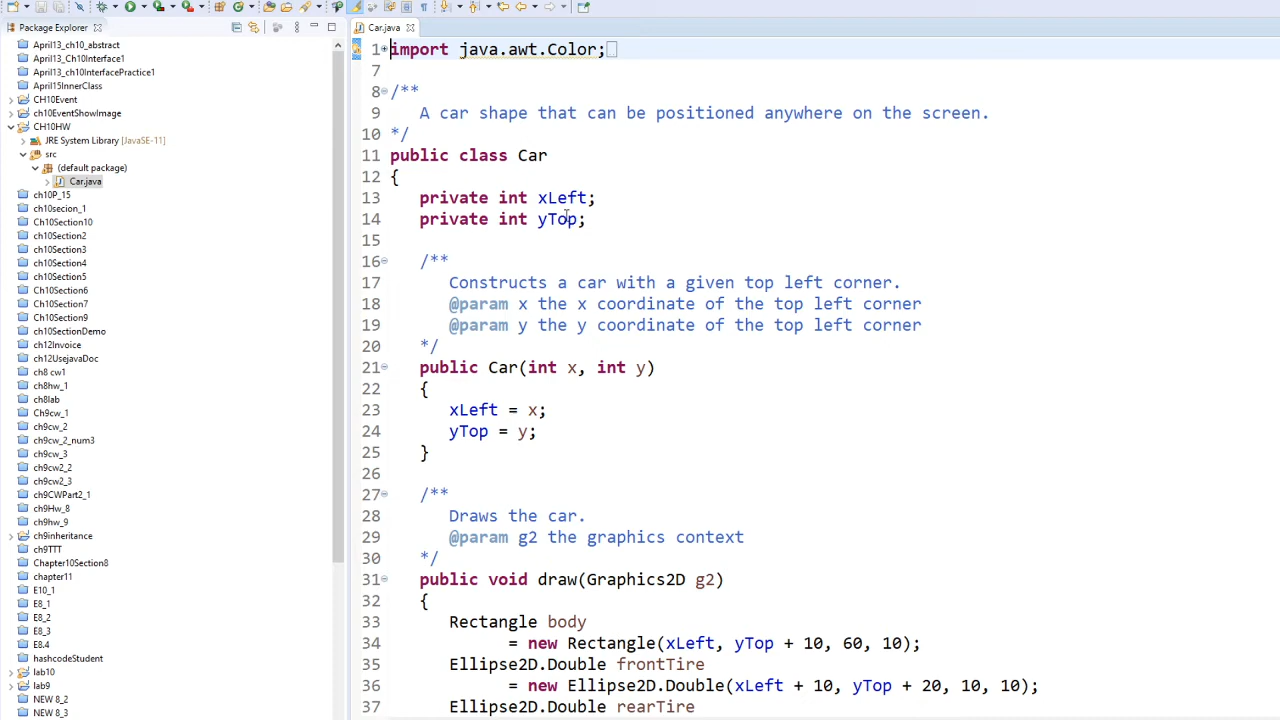 Package Explorer
April13_ch10_abstract
April13_Ch10Interface1
April13_ch10InterfacePractice1
April15InnerClass
CH10Event
ch10EventShowImage
CH10HW
JRE System Library [JavaSE-11]
src
(default package)
Car.java
ch10P_15
ch10secion_1
Ch10Section10
ch10Section2
ch10Section3
ch10Section4
ch10Section5
ch10Section6
ch10Section7
ch10Section9
ch10SectionDemo
ch12Invoice
ch12UsejavaDoc
ch8 cw1
ch8hw_1
ch8lab
Ch9cw_1
ch9cw_2
ch9cw_2_num3
ch9cw_3
ch9cw2_2
ch9cw2_3
ch9CWPart2_1
ch9Hw_8
ch9hw_9
ch9inheritance
ch9TTT
Chapter10Section8
chapter11
E10_1
E8_1
E8_2
E8_3
E8.4
hashcodeStudent
lab10
lab9
NEW 8_2
NEW 8_3
Car.java
1 import java.awt.Color;
7
8 /**
9 A car shape that can be positioned anywhere on the screen.
10 */
11 public class Car
12 {
13 private int xLeft;
14 private int yTop;
15
16 /**
17 Constructs a car with a given top left corner.
18 @param x the x coordinate of the top left corner
19 @param y the y coordinate of the top left corner
20 */
21 public Car(int x, int y)
22 {
23 xLeft = x;
24 yTop = y;
25 }
26
27 /**
28 Draws the car.
29 @param g2 the graphics context
30 */
31 public void draw(Graphics2D g2)
32 {
33 Rectangle body
34 = new Rectangle(xLeft, yTop + 10, 60, 10);
35 Ellipse2D.Double frontTire
36 = new Ellipse2D.Double(xLeft + 10, yTop + 20, 10, 10);
37 Ellipse2D.Double rearTire